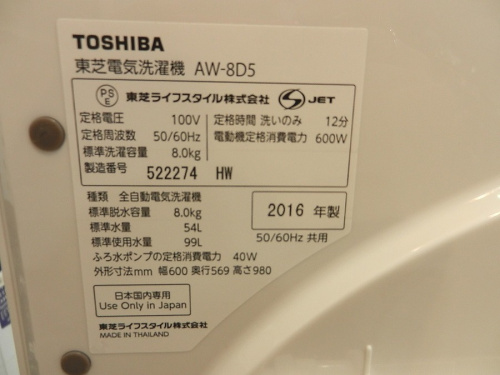 TOSHIBA
東芝電気洗濯機 AW-8D5
PS E 東芝ライフスタイル株式会社 S JET
定格電圧 100V 定格時間 洗いのみ 12分
定格周波数 50/60Hz 電動機定格消費電力 600W
標準洗濯容量 8.0kg
製造番号 522274 HW
種類 全自動電気洗濯機
標準脱水容量 8.0kg 2016 年製
標準水量 54L
標準使用水量 99L 50/60Hz 共用
ふろ水ポンプの定格消費電力 40W
外形寸法mm 幅600 奥行569 高さ980
日本国内専用
Use Only in Japan
東芝ライフスタイル株式会社
MADE IN THAILAND